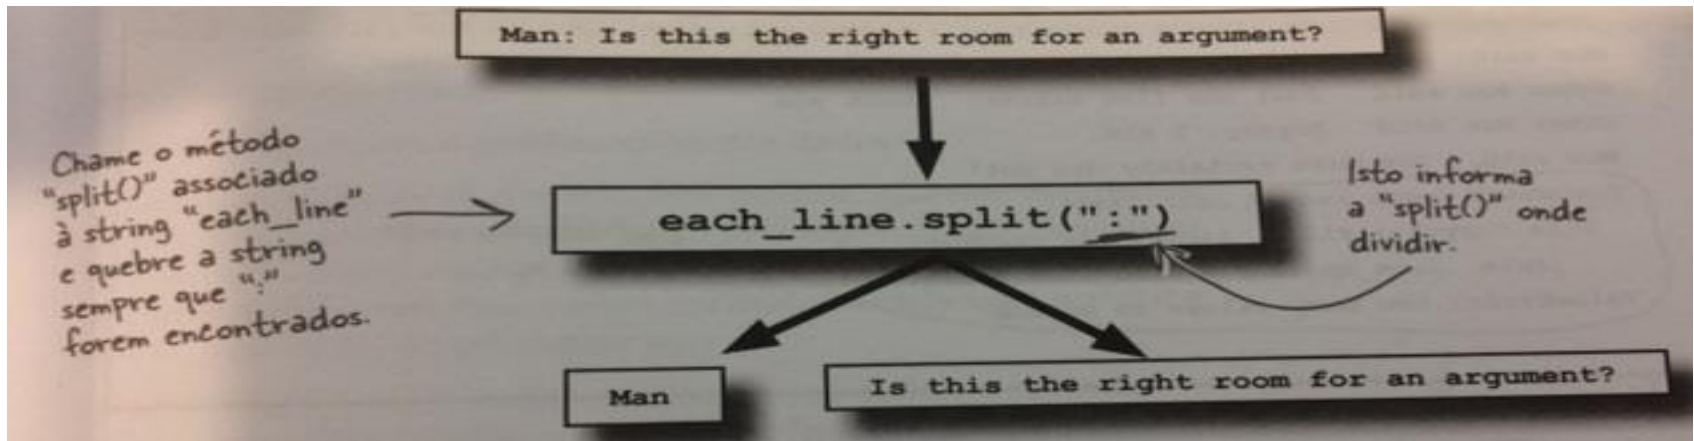 Man: Is this the right room for an argument?
Chame o método
"split()" associado
à string "each_line"
e quebre a string
sempre que ":"
forem encontrados.
each_line.split(":")
Isto informa
a "split()" onde
dividir.
Man
Is this the right room for an argument?